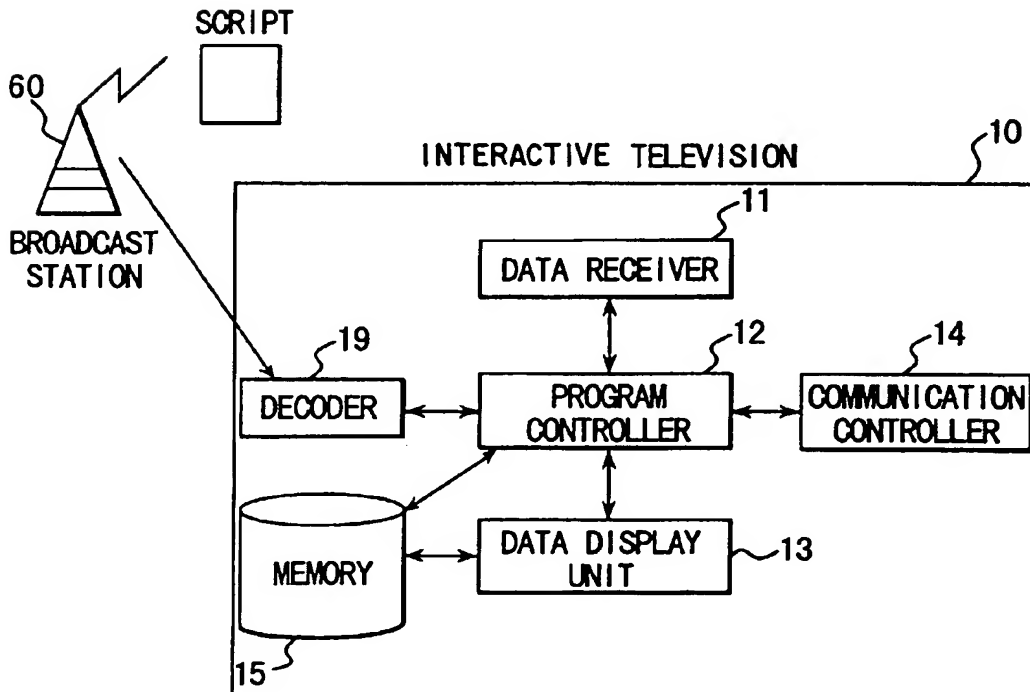 SCRIPT
60
BROADCAST
STATION
INTERACTIVE TELEVISION
10
11
DATA RECEIVER
19
DECODER
12
PROGRAM
CONTROLLER
14
COMMUNICATION
CONTROLLER
MEMORY
15
DATA DISPLAY
UNIT
13